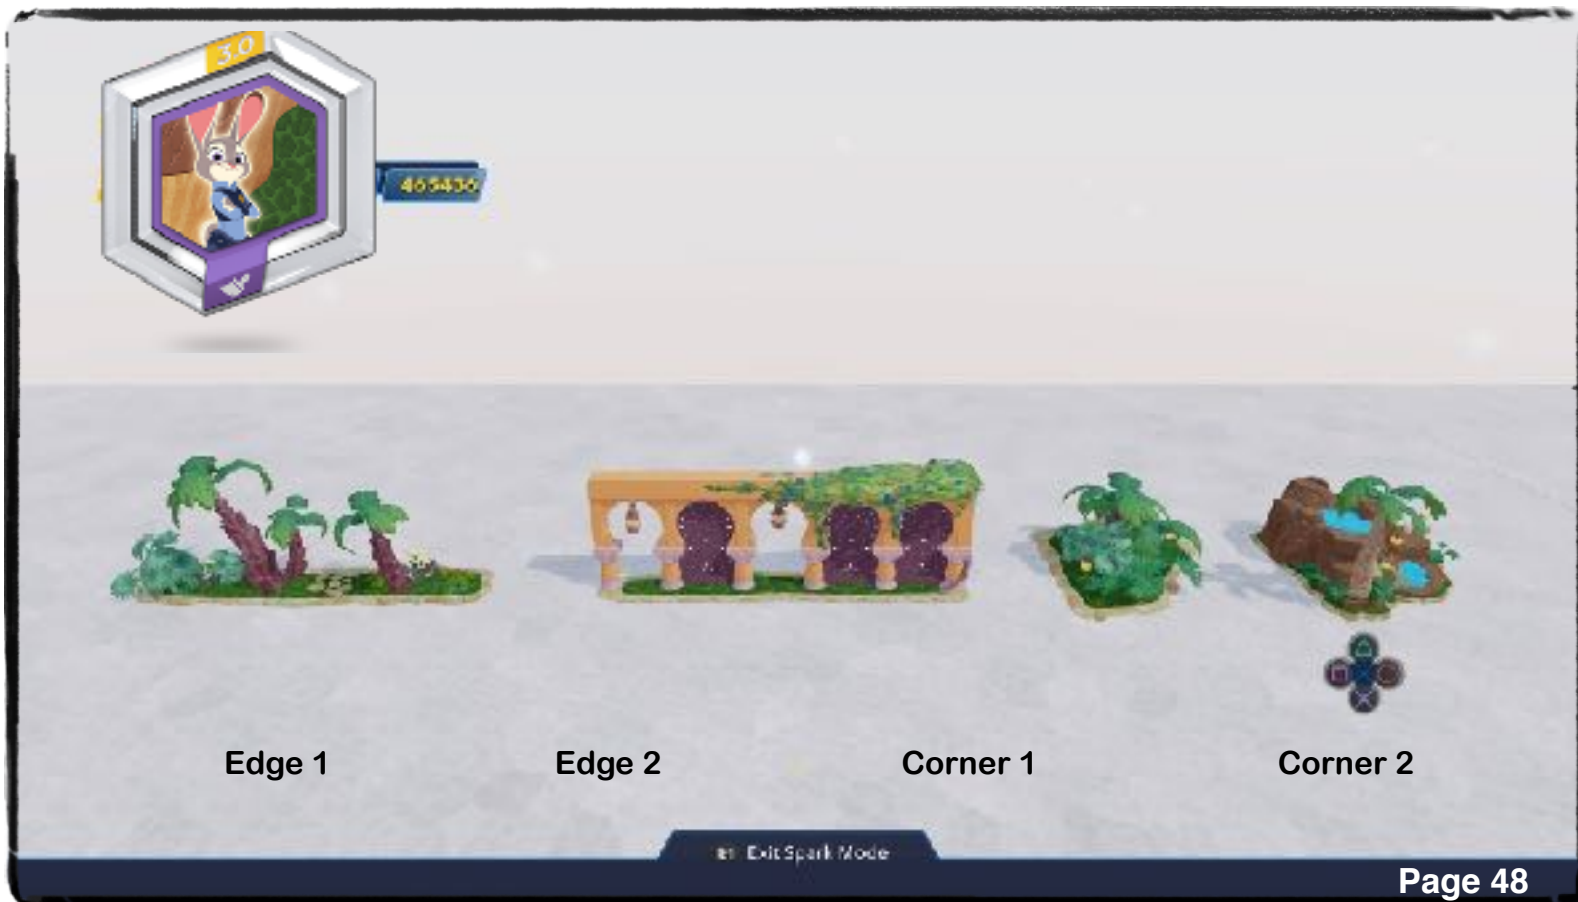 3.0
465436
Edge 1
Edge 2
Corner 1
Corner 2
Exit Spark Mode
Page 48